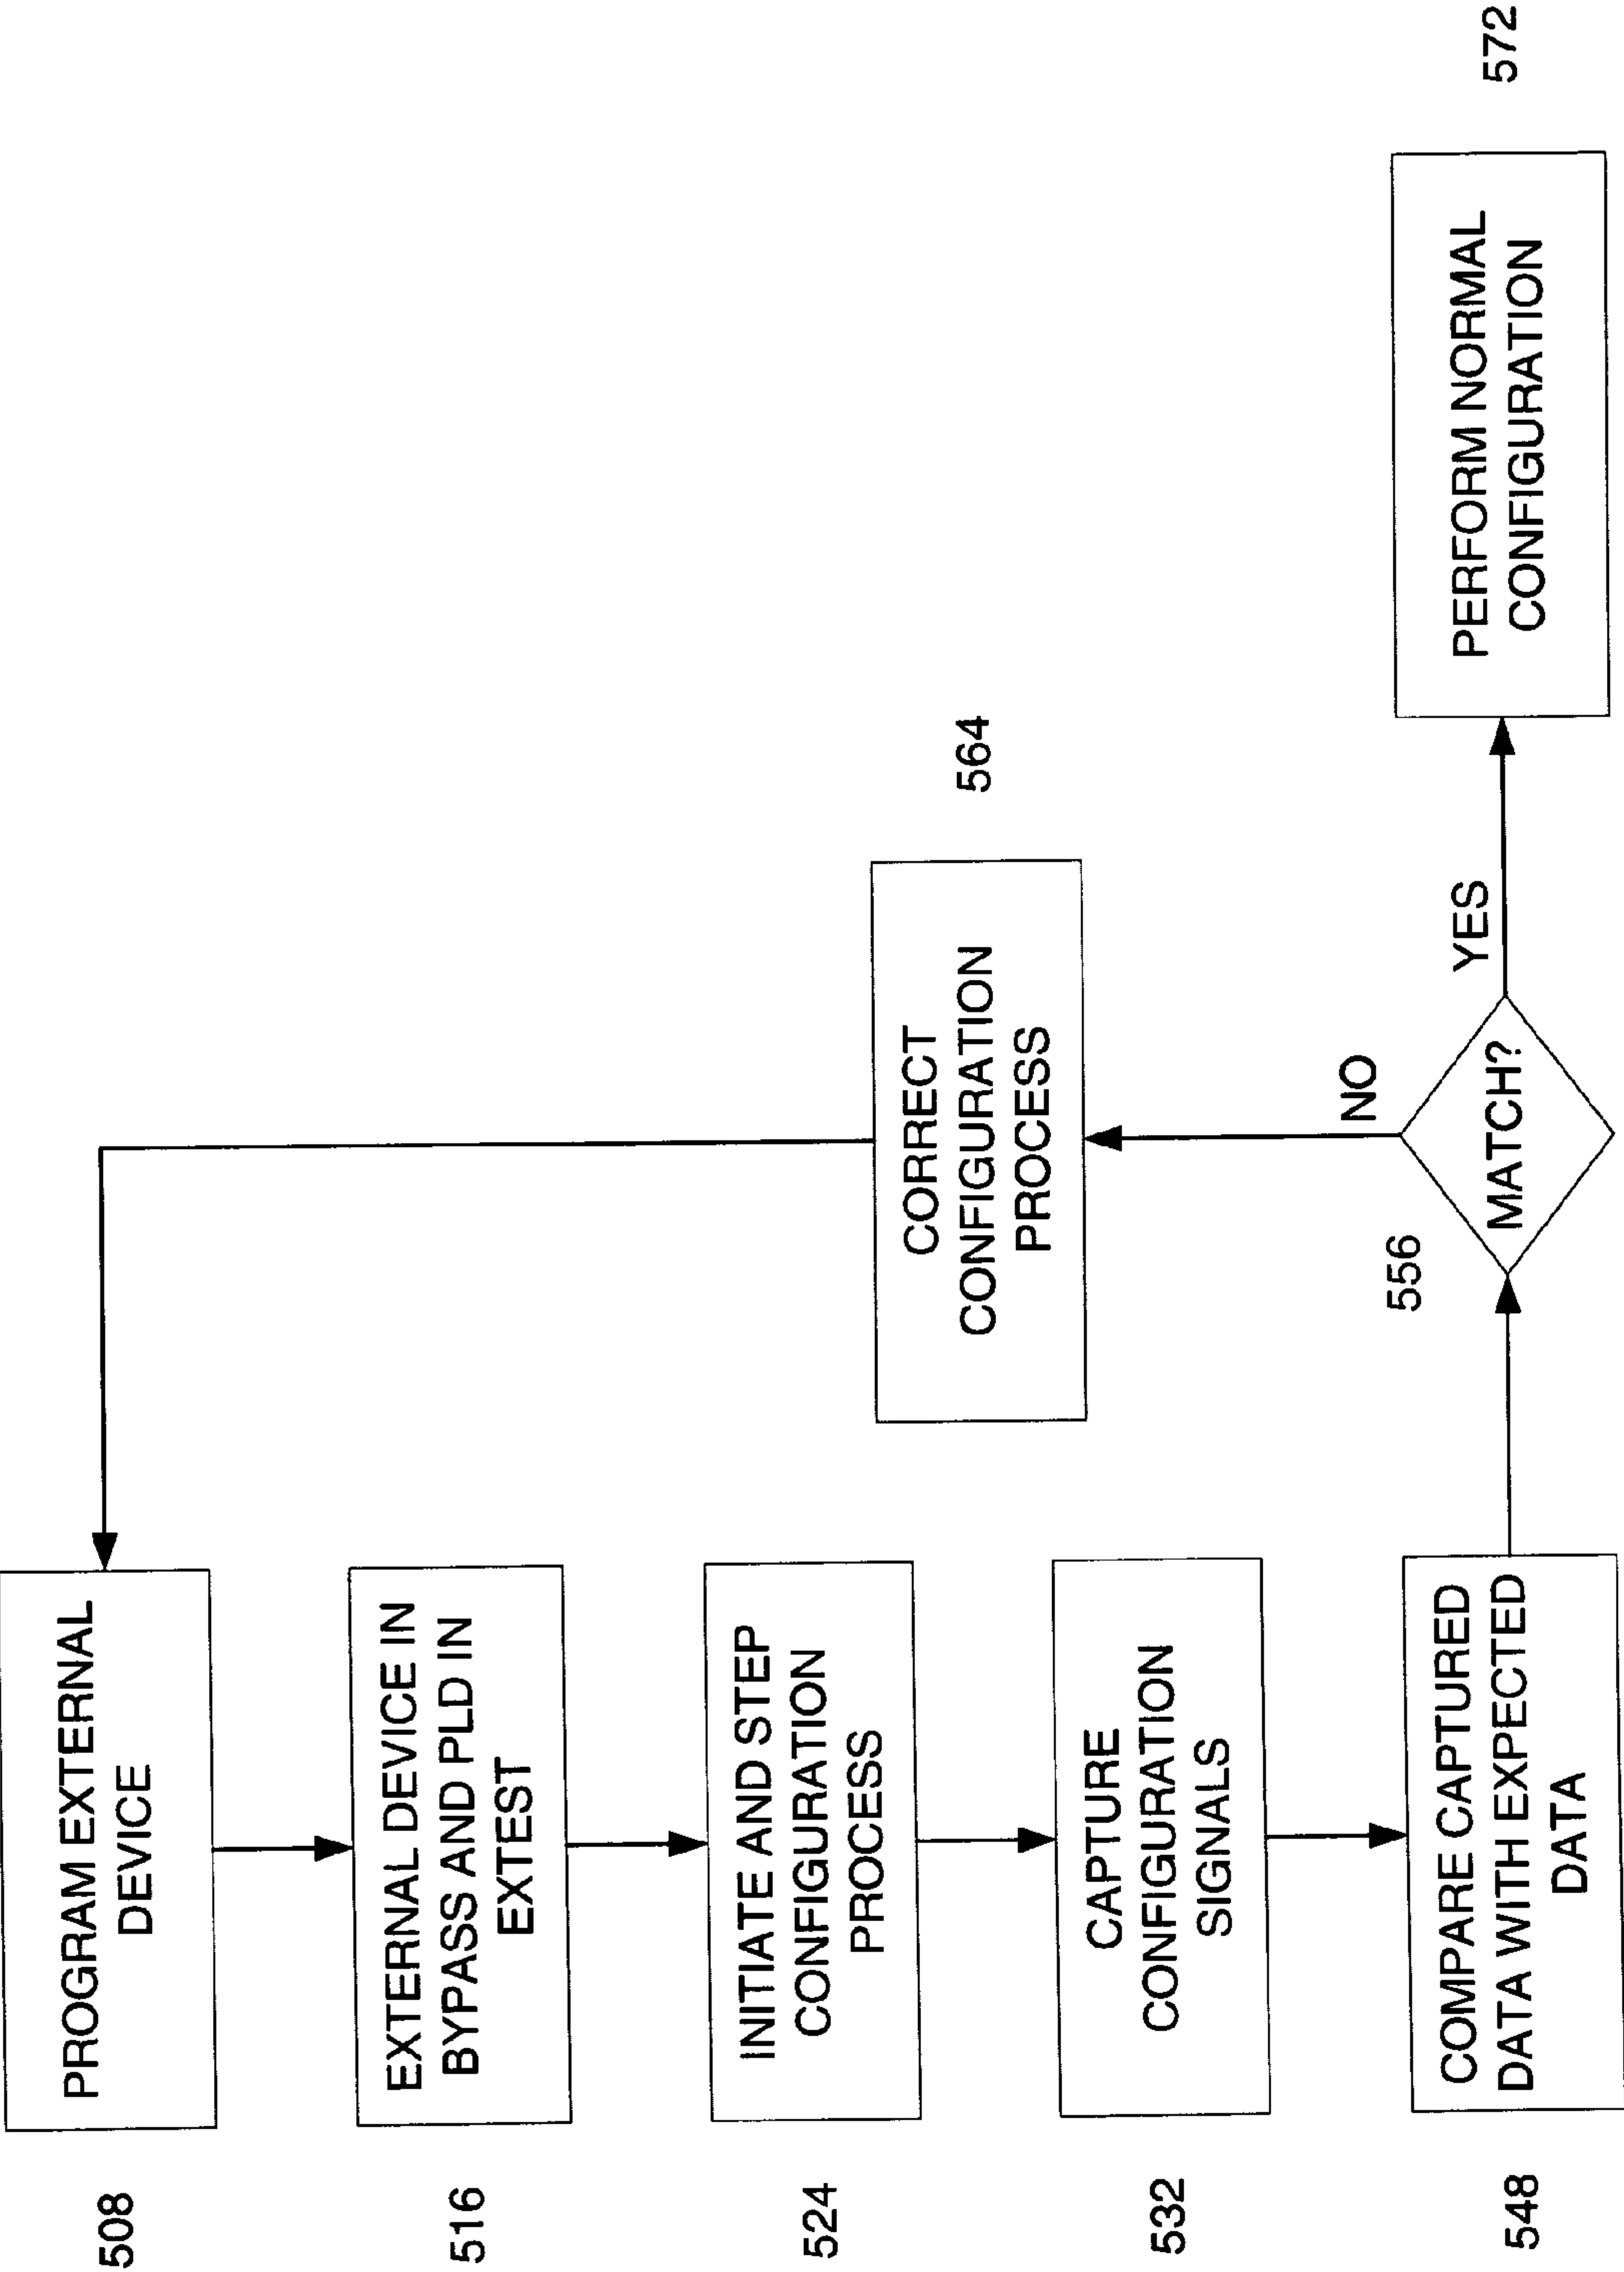 508
PROGRAM EXTERNAL
DEVICE
516
EXTERNAL DEVICE IN
BYPASS AND PLD IN
EXTEST
524
INITIATE AND STEP
CONFIGURATION
PROCESS
532
CAPTURE
CONFIGURATION
SIGNALS
548
COMPARE CAPTURED
DATA WITH EXPECTED
DATA
556
MATCH?
NO
YES
CORRECT
CONFIGURATION
PROCESS
564
PERFORM NORMAL
CONFIGURATION
572